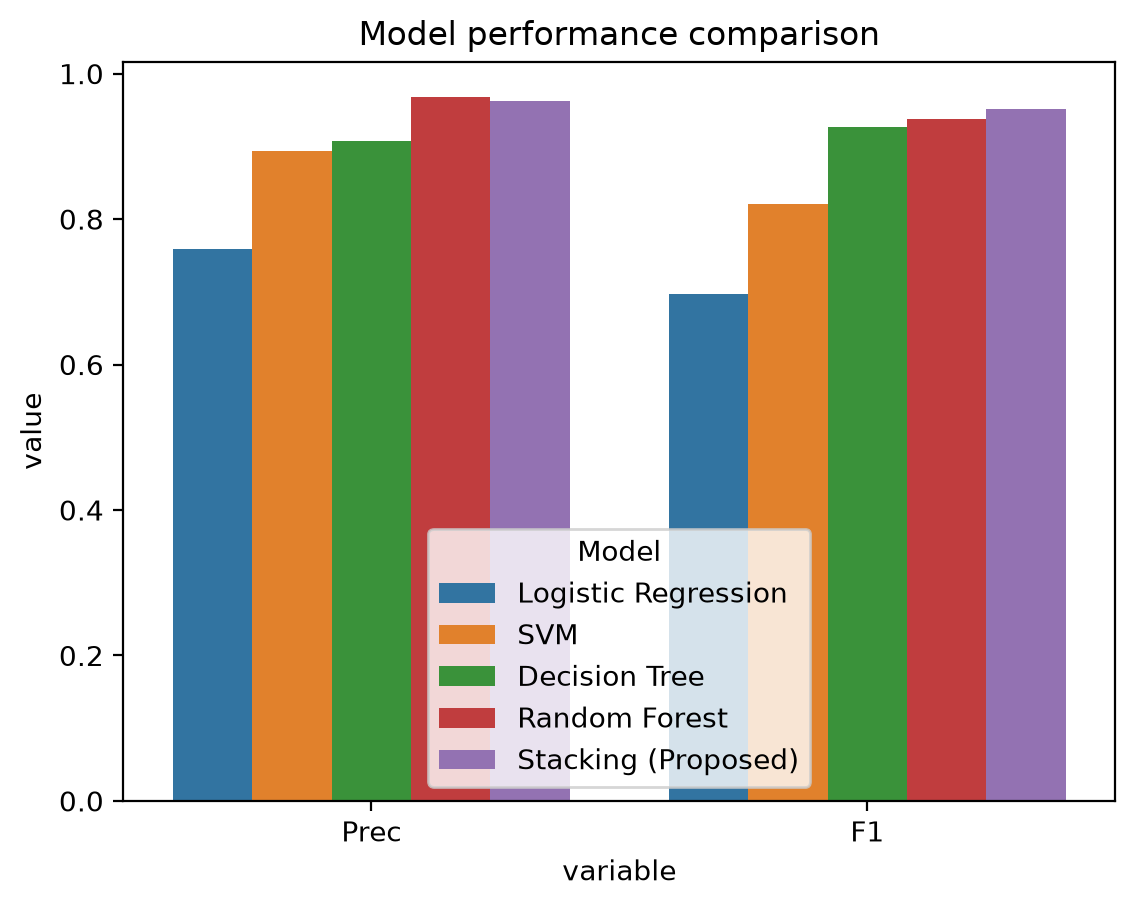 Model performance comparison
1.0
0.8
0.6
0.4
0.2
0.0
value
Model
Logistic Regression
SVM
Decision Tree
Random Forest
Stacking (Proposed)
Prec
F1
variable